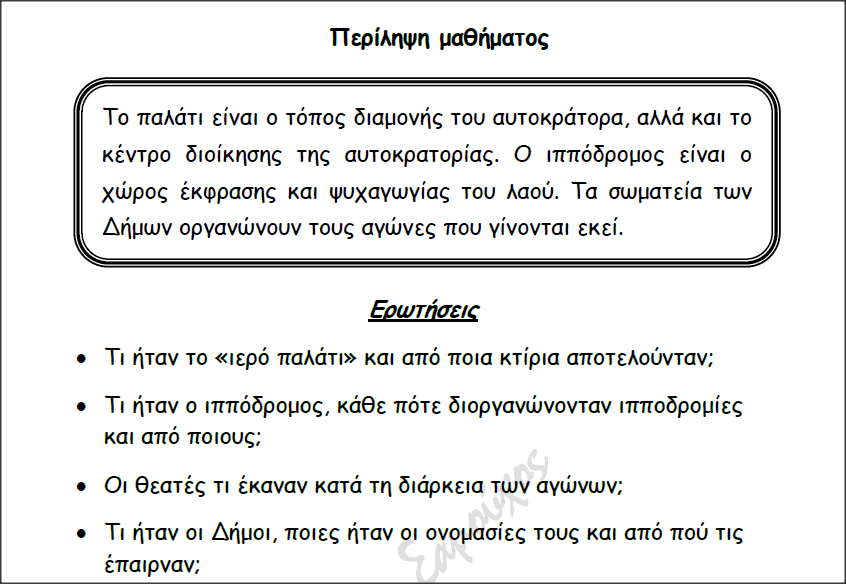 Περίληψη μαθήματος
Το παλάτι είναι ο τόπος διαμονής του αυτοκράτορα, αλλά και το
κέντρο διοίκησης της αυτοκρατορίας. Ο ιππόδρομος είναι ο
χώρος έκφρασης και ψυχαγωγίας του λαού. Τα σωματεία των
Δήμων οργανώνουν τους αγώνες που γίνονται εκεί.
Ερωτήσεις
• Τι ήταν το «ιερό παλάτι» και από ποια κτίρια αποτελούνταν;
• Τι ήταν ο ιππόδρομος, κάθε πότε διοργανώνονταν ιπποδρομίες
και από ποιους;
• Οι θεατές τι έκαναν κατά τη διάρκεια των αγώνων;
• Τι ήταν οι Δήμοι, ποιες ήταν οι ονομασίες τους και από πού τις
έπαιρναν;